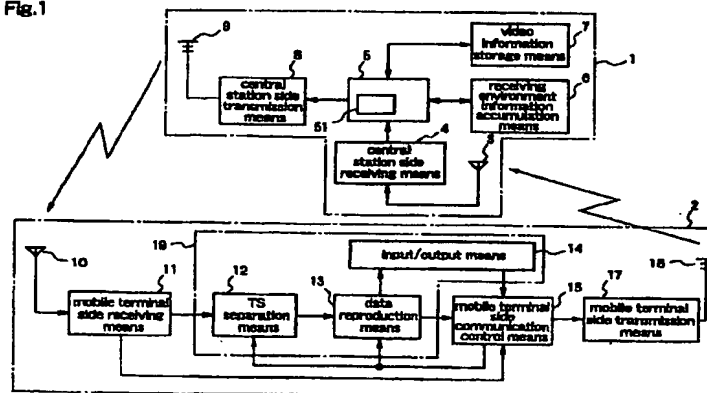 Fig.1
9
8
central
station side
transmission
means
5
51
7
video
information
storage means
1
6
receiving
environment
information
accumulation
means
4
central
station side
receiving means
3
2
10
11
mobile terminal
side receiving
means
19
12
TS
separation
means
13
data
reproduction
means
input/output means
14
15
mobile terminal
side
communication
control means
17
mobile terminal
side transmission
means
16